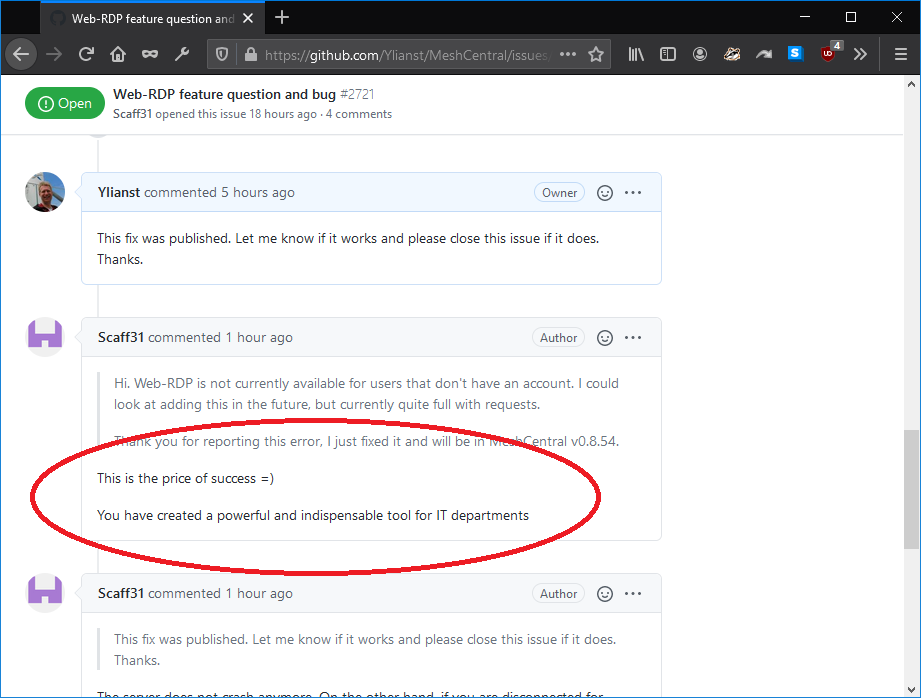 Web-RDP feature question and
https://github.com/Ylianst/MeshCentral/issues/
S
UD
4
Open
Web-RDP feature question and bug #2721
Scaff31 opened this issue 18 hours ago · 4 comments
Ylianst commented 5 hours ago
Owner
This fix was published. Let me know if it works and please close this issue if it does.
Thanks.
Scaff31 commented 1 hour ago
Author
Hi. Web-RDP is not currently available for users that don't have an account. I could
look at adding this in the future, but currently quite full with requests.
Thank you for reporting this error, I just fixed it and will be in MeshCentral v0.8.54.
This is the price of success =)
You have created a powerful and indispensable tool for IT departments
Scaff31 commented 1 hour ago
Author
This fix was published. Let me know if it works and please close this issue if it does.
Thanks.
The server does not crash anymore. On the other hand, if you are disconnected for